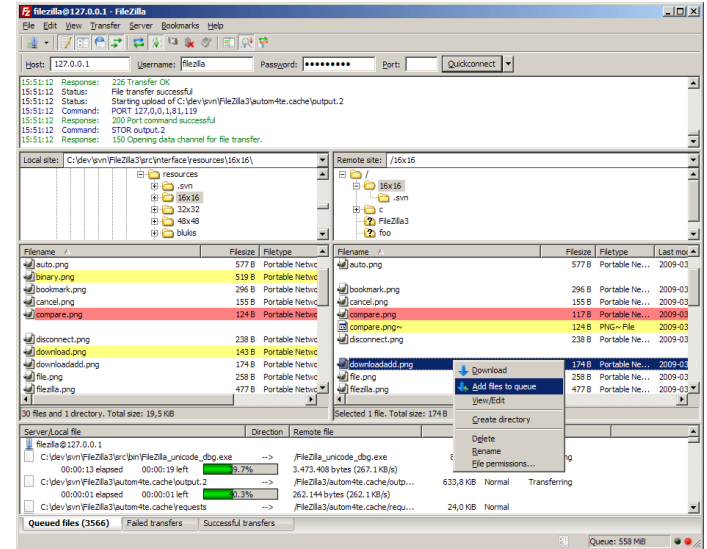 filezilla@127.0.0.1 - FileZilla
File Edit View Transfer Server Bookmarks Help
Host: 127.0.0.1 Username: filezilla Password: ●●●●●●●●● Port: Quickconnect
15:51:12 Response: 226 Transfer OK
15:51:12 Status: File transfer successful
15:51:12 Status: Starting upload of C:\dev\svn\FileZilla3\autom4te.cache\output.2
15:51:12 Command: PORT 127,0,0,1,81,119
15:51:12 Response: 200 Port command successful
15:51:12 Command: STOR output.2
15:51:12 Response: 150 Opening data channel for file transfer.
Local site: C:\dev\svn\FileZilla3\src\interface\resources\16x16\
resources
.svn
16x16
32x32
48x48
blukis
Remote site: /16x16
/
16x16
.svn
c
FileZilla3
foo
Filename Filesize Filetype
auto.png 577 B Portable Netwo
binary.png 519 B Portable Netwo
bookmark.png 296 B Portable Netwo
cancel.png 155 B Portable Netwo
compare.png 124 B Portable Netwo
disconnect.png 238 B Portable Netwo
download.png 143 B Portable Netwo
downloadadd.png 174 B Portable Netwo
file.png 258 B Portable Netwo
filezilla.png 477 B Portable Netwo
30 files and 1 directory. Total size: 19,5 KiB
Filename Filesize Filetype Last moc
auto.png 577 B Portable Ne... 2009-03
bookmark.png 296 B Portable Ne... 2009-03
cancel.png 155 B Portable Ne... 2009-03
compare.png 117 B Portable Ne... 2009-03
compare.png~ 124 B PNG~ File 2009-03
disconnect.png 238 B Portable Ne... 2009-03
downloadadd.png 174 B Portable Ne... 2009-03
file.png 258 B Portable Ne... 2009-03
filezilla.png 477 B Portable Ne... 2009-03
Selected 1 file. Total size: 174 B
Download
Add files to queue
View/Edit
Create directory
Delete
Rename
File permissions...
Server/Local file Direction Remote file
filezilla@127.0.0.1
C:\dev\svn\FileZilla3\src\bin\FileZilla_unicode_dbg.exe --> /FileZilla_unicode_dbg.exe
00:00:13 elapsed 00:00:19 left 39.7% 3.473.408 bytes (267.1 KB/s)
C:\dev\svn\FileZilla3\autom4te.cache\output.2 --> /FileZilla3/autom4te.cache/outp... 633,8 KiB Normal Transferring
00:00:01 elapsed 00:00:01 left 40.3% 262.144 bytes (262.1 KB/s)
C:\dev\svn\FileZilla3\autom4te.cache\requests --> /FileZilla3/autom4te.cache/requ... 24,0 KiB Normal
Queued files (3566) Failed transfers Successful transfers
Queue: 558 MiB